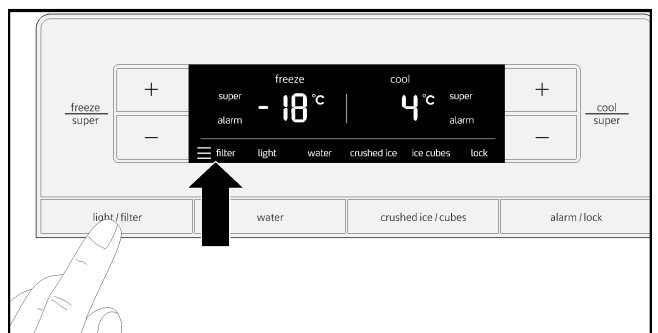 freeze
super
+
−
freeze cool
super -18 °C 4 °C super
alarm alarm
filter light water crushed ice ice cubes lock
+
−
cool
super
light / filter water crushed ice / cubes alarm / lock